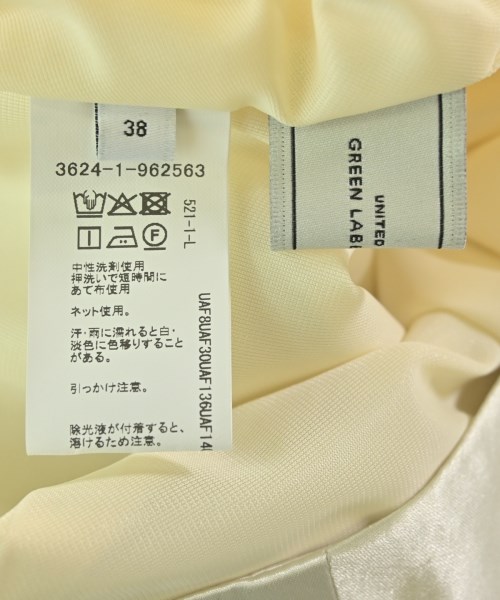 38
3624-1-962563
521-1-L
中性洗剤使用
押洗いで短時間に
あて布使用
ネット使用。
汗・雨に濡れると白・
淡色に色移りすること
がある。
引っかけ注意。
除光液が付着すると、
溶けるため注意。
UAF8UAF30UAF136UAF14
UNITED
GREEN LABE